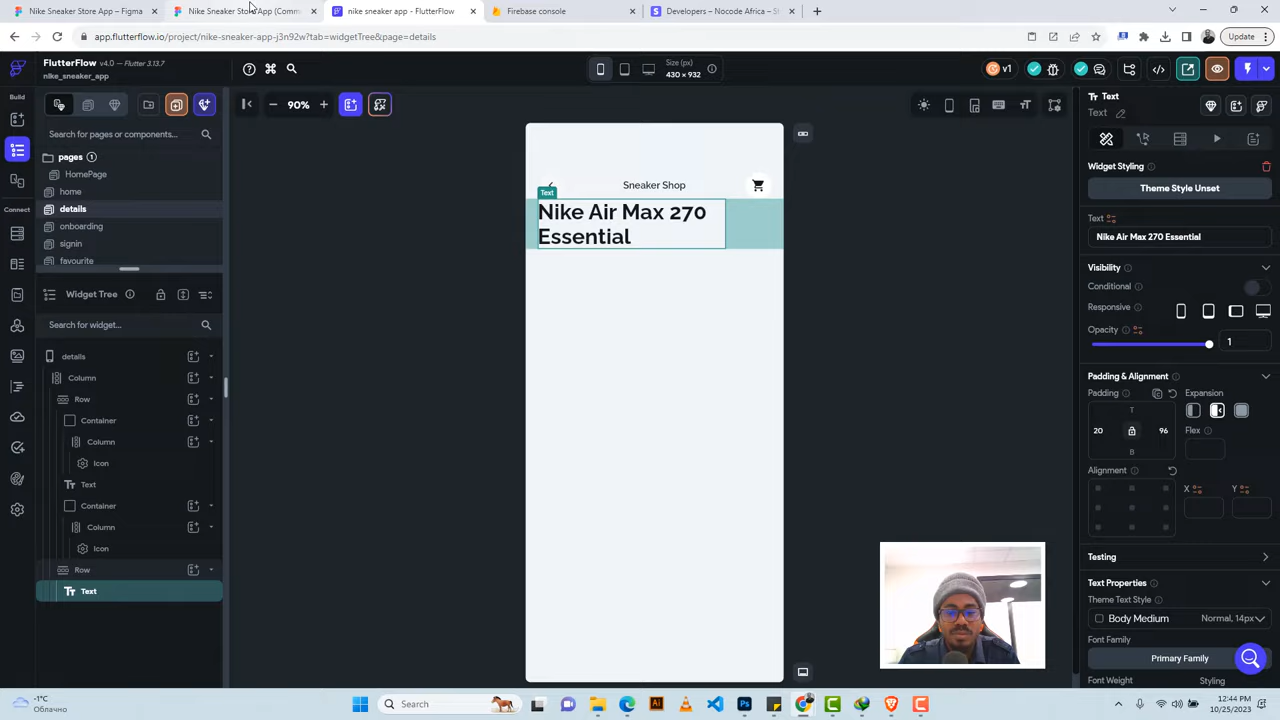 Nike Sneaker Store App - Figma
Nike Sneaker Store App (Comm
nike sneaker app - FlutterFlow
Firebase console
Developers - Nocode Africa - Sl
app.flutterflow.io/project/nike-sneaker-app-j3n92w?tab=widgetTree&page=details
Update
FlutterFlow v4.0 Flutter 3.13.7
nike_sneaker_app
Size (px)
430 × 932
v1
Build
90%
Search for pages or components...
pages 1
HomePage
home
details
onboarding
signin
favourite
Connect
Widget Tree
Search for widget...
details
Column
Row
Container
Column
Icon
Text
Container
Column
Icon
Row
Text
Sneaker Shop
Text
Nike Air Max 270
Essential
Text
Text
Widget Styling
Theme Style Unset
Text
Nike Air Max 270 Essential
Visibility
Conditional
Responsive
Opacity
1
Padding & Alignment
Padding
Expansion
T
20
96
B
Flex
Alignment
X
Y
Testing
Text Properties
Theme Text Style
Body Medium
Normal, 14px
Font Family
Primary Family
Font Weight
Styling
-1°C
Облачно
Search
12:44 PM
10/25/2023